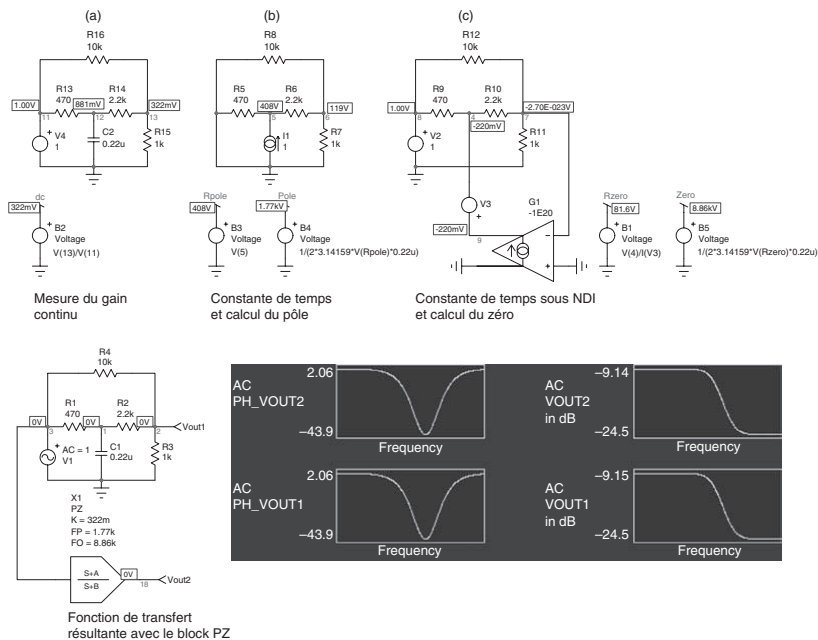 (a)
R16
10k
R13
470
R14
2.2k
1.00V
881mV
322mV
11
12
13
V4
1
C2
0.22u
R15
1k
dc
322mV
B2
Voltage
V(13)/V(11)
Mesure du gain
continu
(b)
R8
10k
R5
470
R6
2.2k
408V
119V
5
6
I1
1
R7
1k
Rpole
408V
B3
Voltage
V(5)
Pole
1.77kV
B4
Voltage
1/(2*3.14159*V(Rpole)*0.22u)
Constante de temps
et calcul du pôle
(c)
R12
10k
R9
470
R10
2.2k
1.00V
-2.70E-023V
8
4
7
-220mV
V2
1
R11
1k
V3
-220mV
9
G1
-1E20
Rzero
81.6V
B1
Voltage
V(4)/I(V3)
Zero
8.86kV
B5
Voltage
1/(2*3.14159*V(Rzero)*0.22u)
Constante de temps sous NDI
et calcul du zéro
R4
10k
R1
470
R2
2.2k
0V
0V
0V
3
1
2
Vout1
AC = 1
V1
C1
0.22u
R3
1k
X1
PZ
K = 322m
FP = 1.77k
FO = 8.86k
S+A
S+B
0V
18
Vout2
Fonction de transfert
résultante avec le block PZ
2.06
AC
PH_VOUT2
–43.9
Frequency
–9.14
AC
VOUT2
in dB
–24.5
Frequency
2.06
AC
PH_VOUT1
–43.9
Frequency
–9.15
AC
VOUT1
in dB
–24.5
Frequency